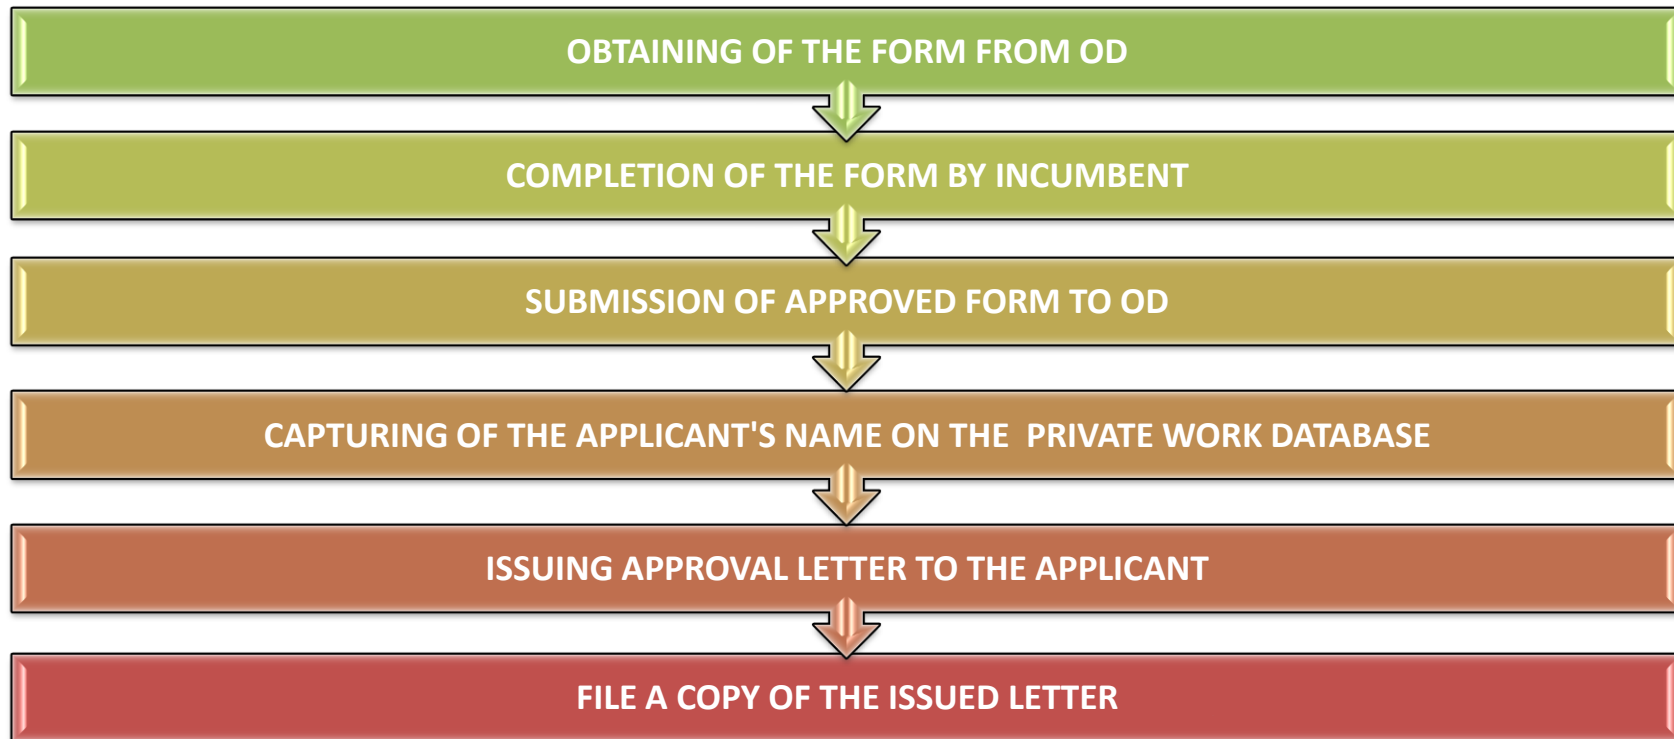 OBTAINING OF THE FORM FROM OD
COMPLETION OF THE FORM BY INCUMBENT
SUBMISSION OF APPROVED FORM TO OD
CAPTURING OF THE APPLICANT'S NAME ON THE  PRIVATE WORK DATABASE
ISSUING APPROVAL LETTER TO THE APPLICANT
FILE A COPY OF THE ISSUED LETTER